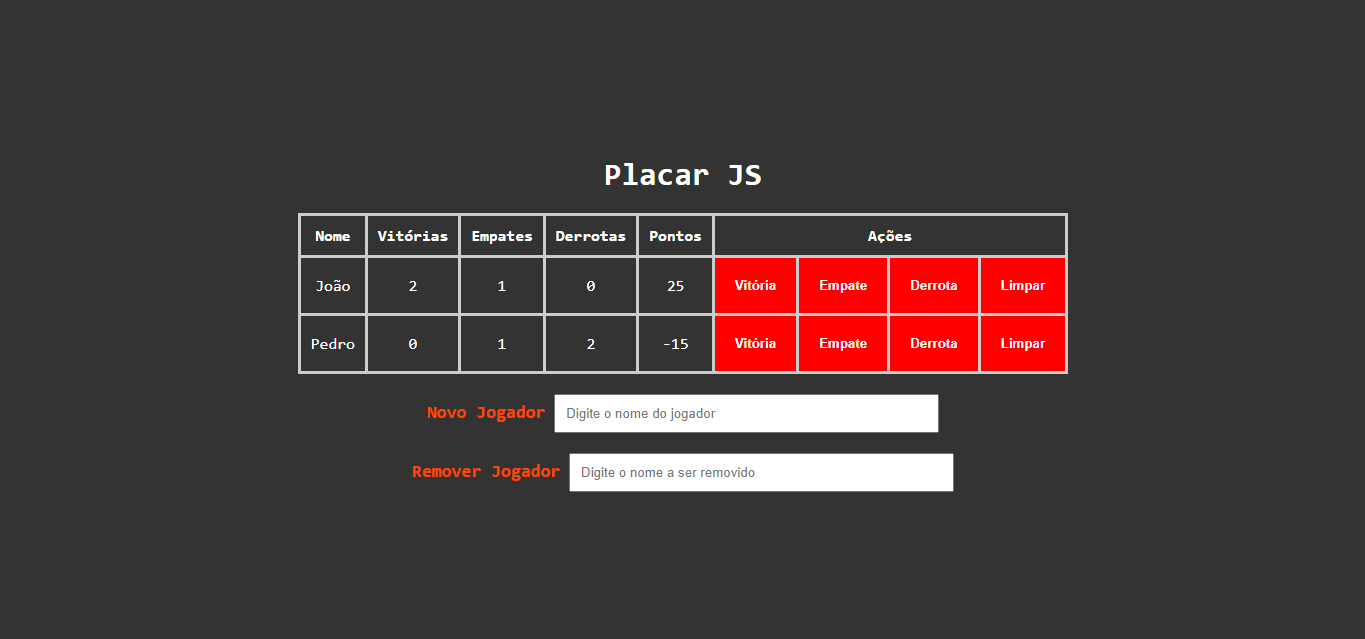 Placar JS
Nome Vitórias Empates Derrotas Pontos Ações
João 2 1 0 25 Vitória Empate Derrota Limpar
Pedro 0 1 2 -15 Vitória Empate Derrota Limpar
Novo Jogador Digite o nome do jogador
Remover Jogador Digite o nome a ser removido